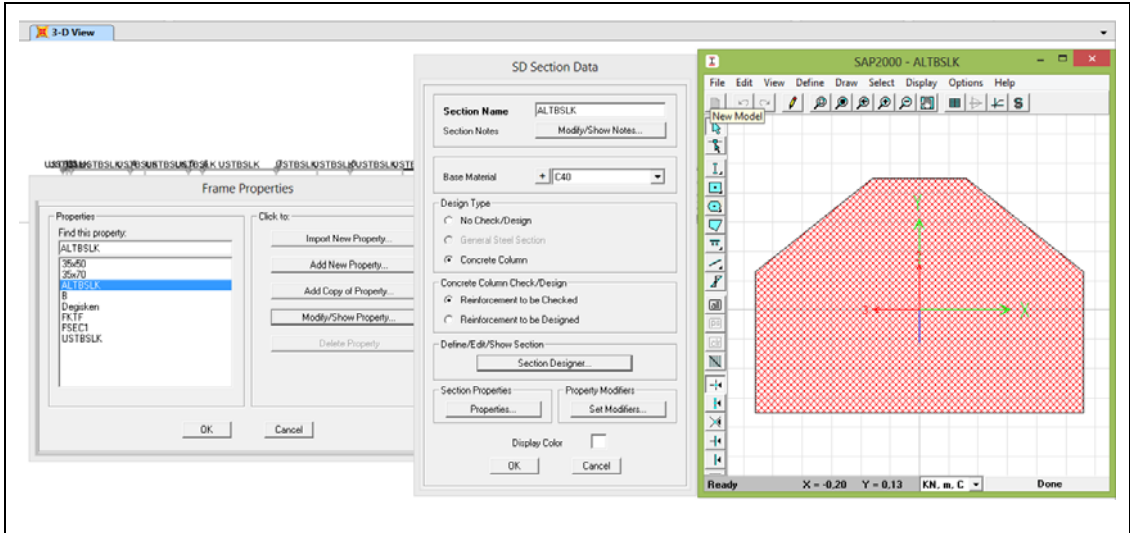 3-D View
Frame Properties
Properties
Find this property:
ALTBSLK
35x50
35x70
ALTBSLK
B
Degisken
FKTF
FSEC1
USTBSLK
Click to:
Import New Property...
Add New Property...
Add Copy of Property...
Modify/Show Property...
Delete Property
OK
Cancel
SD Section Data
Section Name
ALTBSLK
Section Notes
Modify/Show Notes...
Base Material
+
C40
Design Type
No Check/Design
General Steel Section
Concrete Column
Concrete Column Check/Design
Reinforcement to be Checked
Reinforcement to be Designed
Define/Edit/Show Section
Section Designer...
Section Properties
Properties...
Property Modifiers
Set Modifiers...
Display Color
OK
Cancel
SAP2000 - ALTBSLK
File Edit View Define Draw Select Display Options Help
New Model
Y
X
Ready
X = -0,20 Y = 0,13
KN, m, C
Done